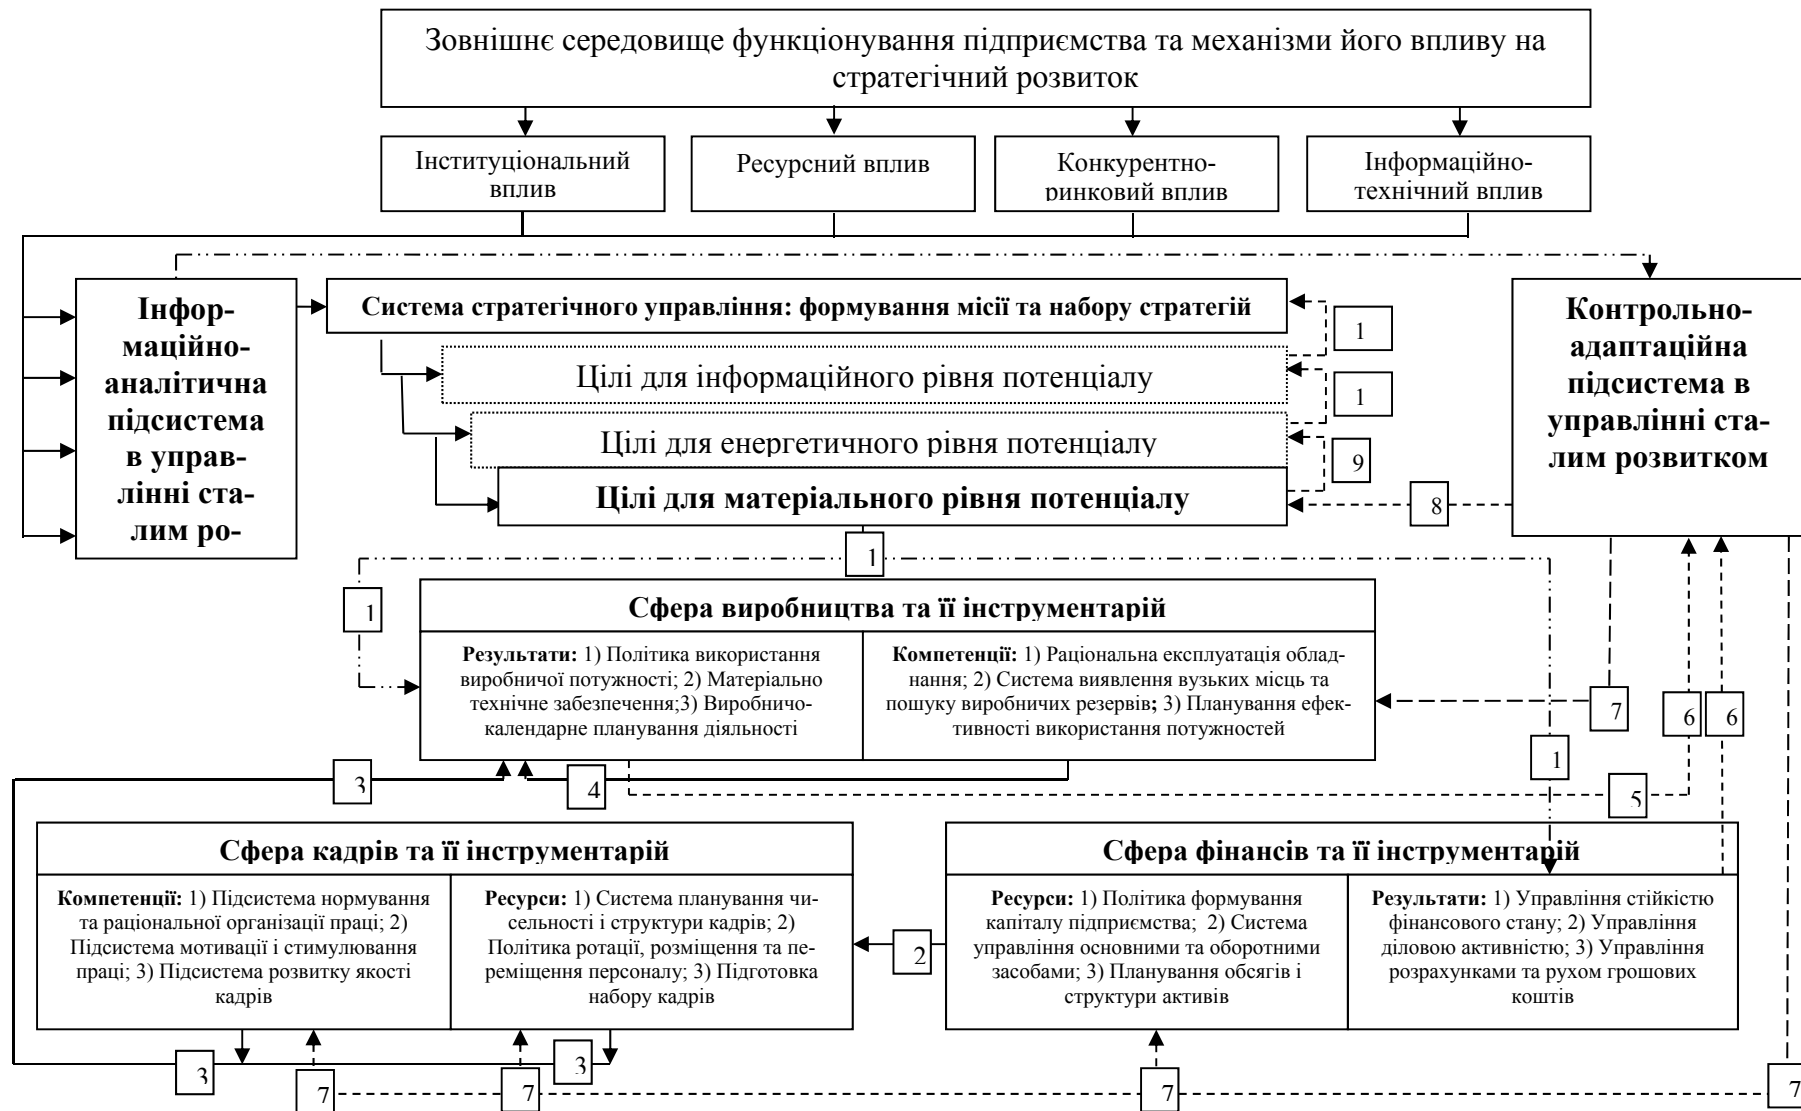 Зовнішнє середовище функціонування підприємства та механізми його впливу на
стратегічний розвиток
Інституціональний
вплив
Ресурсний вплив
Конкурентно-
ринковий вплив
Інформаційно-
технічний вплив
Інфор-
маційно-
аналітична
підсистема
в управ-
лінні ста-
лим ро-
Система стратегічного управління: формування місії та набору стратегій
1
Цілі для інформаційного рівня потенціалу
1
Цілі для енергетичного рівня потенціалу
9
Цілі для матеріального рівня потенціалу
8
Контрольно-
адаптаційна
підсистема в
управлінні ста-
лим розвитком
1
1
Сфера виробництва та її інструментарій
Результати: 1) Політика використання
виробничої потужності; 2) Матеріально
технічне забезпечення;3) Виробничо-
календарне планування діяльності
Компетенції: 1) Раціональна експлуатація облад-
нання; 2) Система виявлення вузьких місць та
пошуку виробничих резервів; 3) Планування ефек-
тивності використання потужностей
7
6
6
1
3
4
5
Сфера кадрів та її інструментарій
Компетенції: 1) Підсистема нормування
та раціональної організації праці; 2)
Підсистема мотивації і стимулювання
праці; 3) Підсистема розвитку якості
кадрів
Ресурси: 1) Система планування чи-
сельності і структури кадрів; 2)
Політика ротації, розміщення та пе-
реміщення персоналу; 3) Підготовка
набору кадрів
2
Сфера фінансів та її інструментарій
Ресурси: 1) Політика формування
капіталу підприємства; 2) Система
управління основними та оборотними
засобами; 3) Планування обсягів і
структури активів
Результати: 1) Управління стійкістю
фінансового стану; 2) Управління
діловою активністю; 3) Управління
розрахунками та рухом грошових
коштів
3
3
7
7
7
7